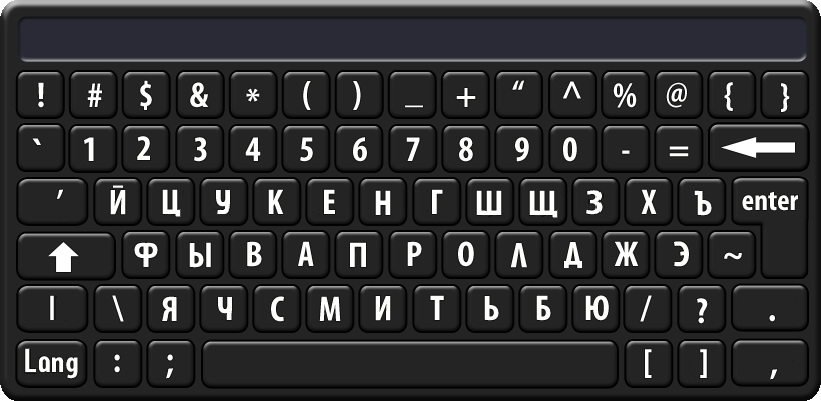 ! # $ & * ( ) _ + “ ^ % @ { }
` 1 2 3 4 5 6 7 8 9 0 - =
′ Й Ц У К Е Н Г Ш Щ З Х Ъ enter
Ф Ы В А П Р О Л Д Ж Э ~
| \ Я Ч С М И Т Ь Б Ю / ? .
Lang : ; [ ] ,